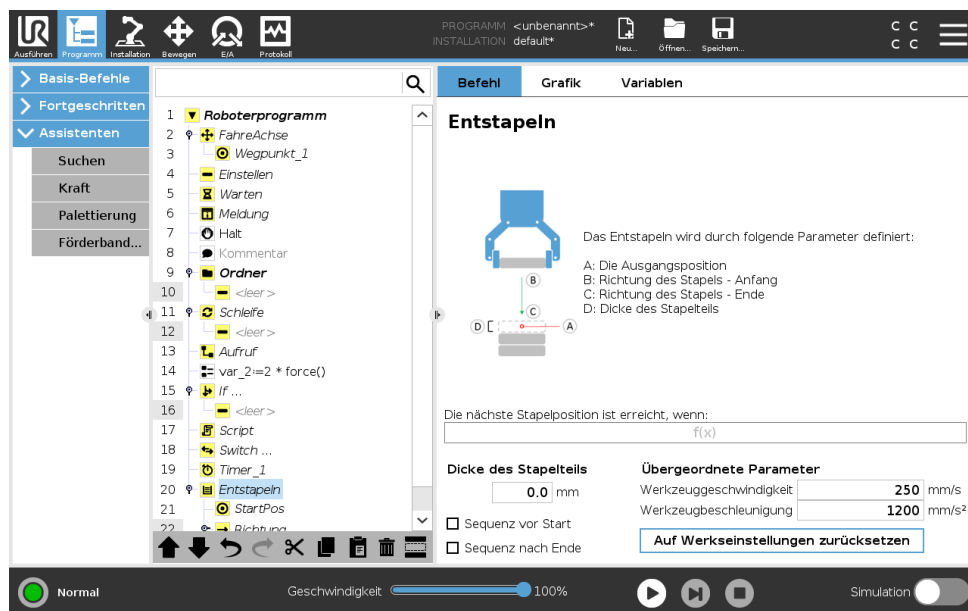 PROGRAMM <unbenannt>*
INSTALLATION default*
Ausführen Programm Installation Bewegen E/A Protokoll
Neu... Öffnen... Speichern...
C C
C C
Basis-Befehle
Fortgeschritten
Assistenten
Suchen
Kraft
Palettierung
Förderband...
1 Roboterprogramm
2 FahreAchse
3 Wegpunkt_1
4 Einstellen
5 Warten
6 Meldung
7 Halt
8 Kommentar
9 Ordner
10 <leer>
11 Schleife
12 <leer>
13 Aufruf
14 var_2:=2 * force()
15 If ...
16 <leer>
17 Script
18 Switch ...
19 Timer_1
20 Entstapeln
21 StartPos
22 Richtung
Befehl Grafik Variablen
Entstapeln
B
C
D
A
Das Entstapeln wird durch folgende Parameter definiert:
A: Die Ausgangsposition
B: Richtung des Stapels - Anfang
C: Richtung des Stapels - Ende
D: Dicke des Stapelteils
Die nächste Stapelposition ist erreicht, wenn:
f(x)
Dicke des Stapelteils
0.0 mm
Sequenz vor Start
Sequenz nach Ende
Übergeordnete Parameter
Werkzeuggeschwindigkeit 250 mm/s
Werkzeugbeschleunigung 1200 mm/s²
Auf Werkseinstellungen zurücksetzen
Normal
Geschwindigkeit 100%
Simulation